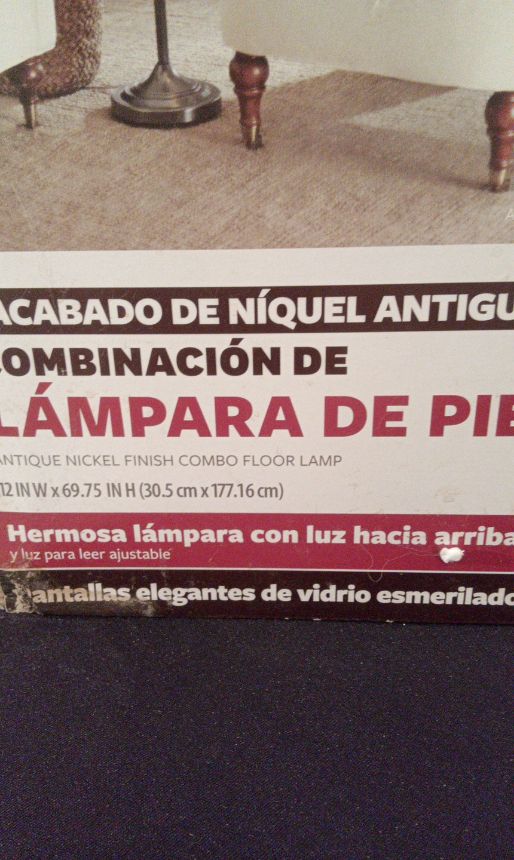 ACABADO DE NÍQUEL ANTIGU
COMBINACIÓN DE
LÁMPARA DE PIE
ANTIQUE NICKEL FINISH COMBO FLOOR LAMP
12 IN W x 69.75 IN H (30.5 cm x 177.16 cm)
Hermosa lámpara con luz hacia arriba
y luz para leer ajustable
Pantallas elegantes de vidrio esmerilado